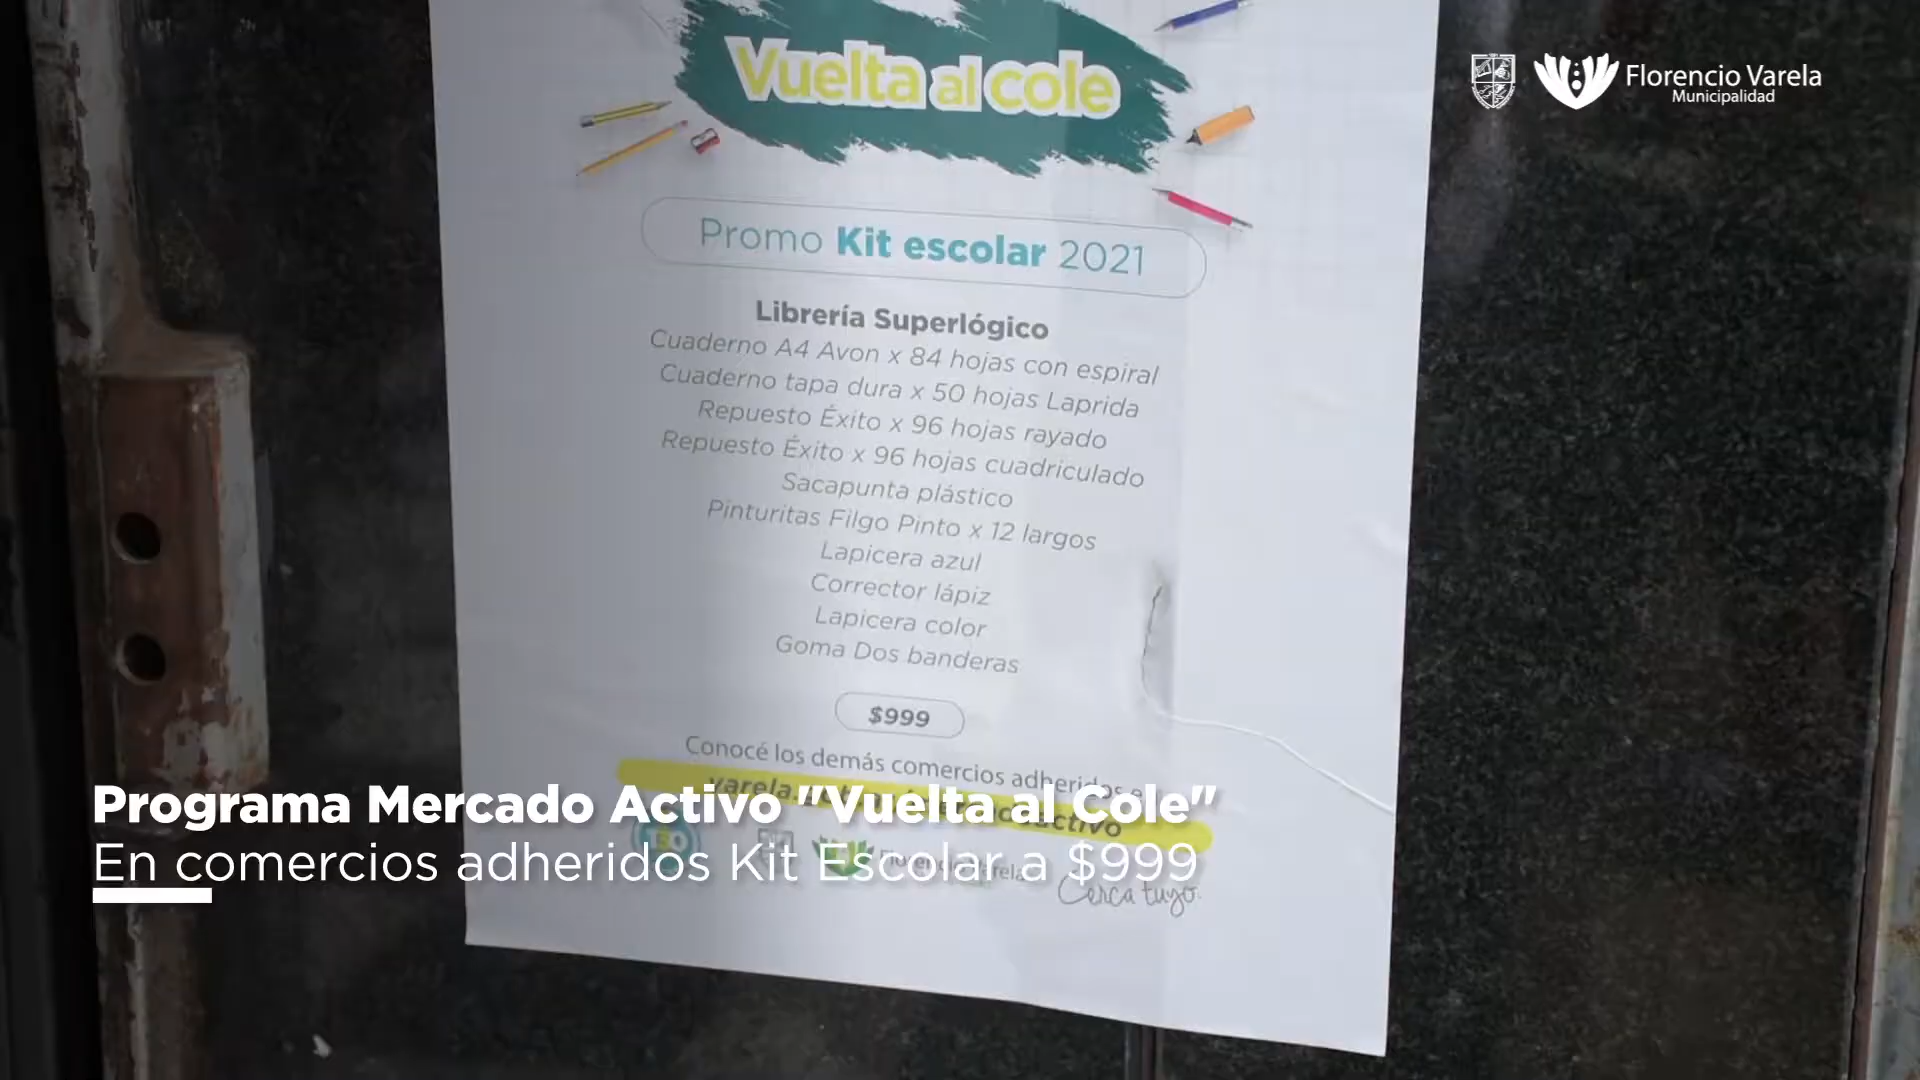 Vuelta al cole
Florencio Varela
Municipalidad
Promo Kit escolar 2021
Librería Superlógico
Cuaderno A4 Avon x 84 hojas con espiral
Cuaderno tapa dura x 50 hojas Laprida
Repuesto Éxito x 96 hojas rayado
Repuesto Éxito x 96 hojas cuadriculado
Sacapunta plástico
Pinturitas Filgo Pinto x 12 largos
Lapicera azul
Corrector lápiz
Lapicera color
Goma Dos banderas
$999
Conocé los demás comercios adheridos
Programa Mercado Activo "Vuelta al Cole"
En comercios adheridos Kit Escolar a $999
Cerca tuyo.